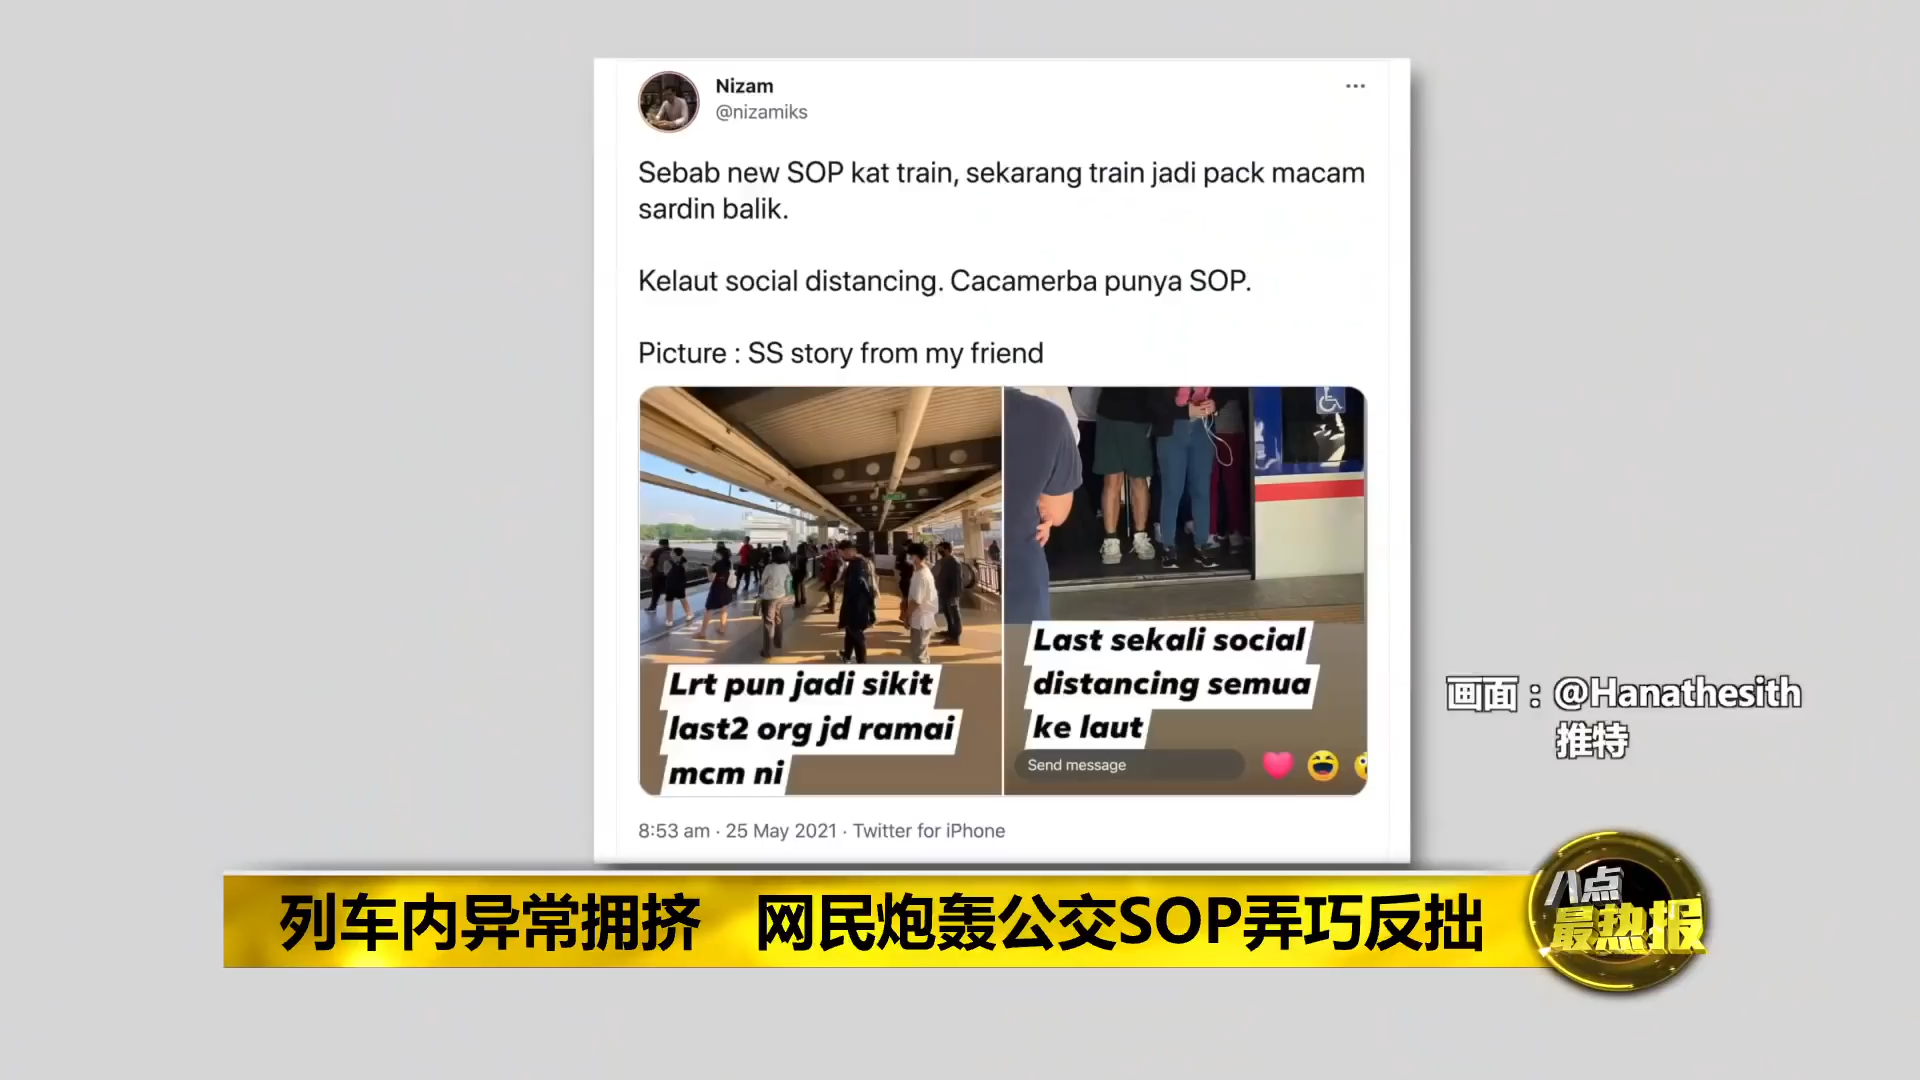 Nizam
@nizamiks
Sebab new SOP kat train, sekarang train jadi pack macam
sardin balik.
Kelaut social distancing. Cacamerba punya SOP.
Picture : SS story from my friend
Lrt pun jadi sikit
last2 org jd ramai
mcm ni
Last sekali social
distancing semua
ke laut
Send message
8:53 am · 25 May 2021 · Twitter for iPhone
画面：@Hanathesith
推特
列车内异常拥挤 网民炮轰公交SOP弄巧反拙
八点
最热报